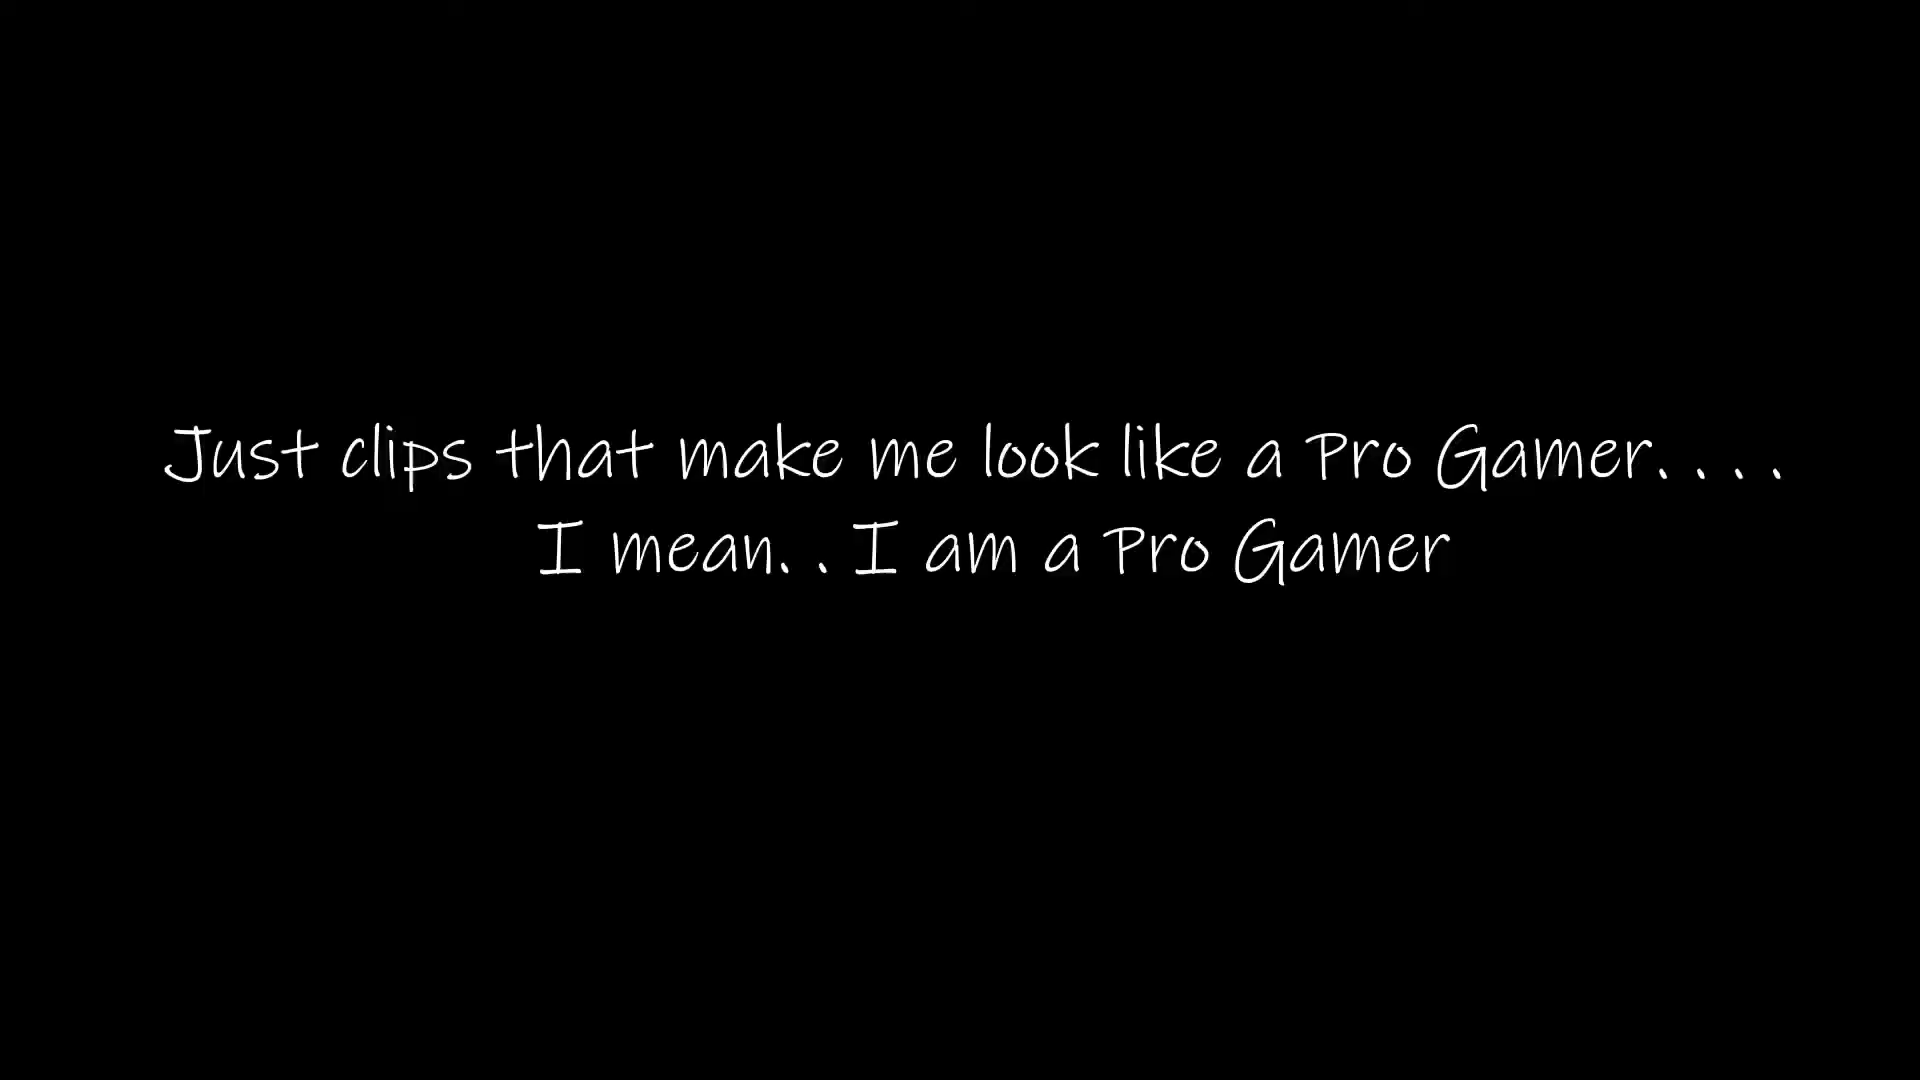 Just clips that make me look like a Pro Gamer....
I mean.. I am a Pro Gamer